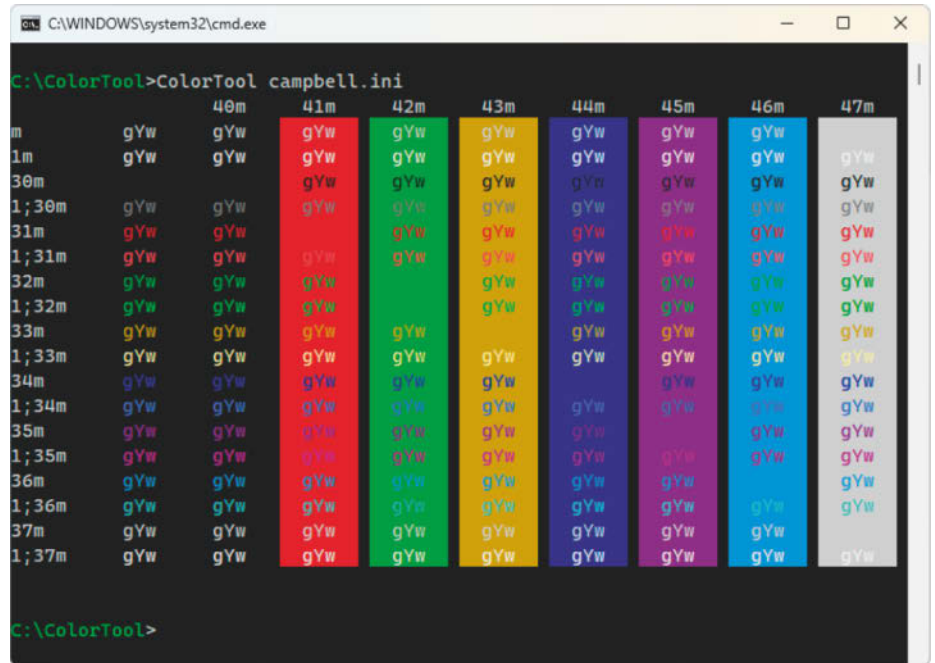 C:\WINDOWS\system32\cmd.exe
C:\ColorTool>ColorTool campbell.ini
40m 41m 42m 43m 44m 45m 46m 47m
m gYw gYw gYw gYw gYw gYw gYw gYw
1m gYw gYw gYw gYw gYw gYw gYw gYw gYw
30m gYw gYw gYw gYw gYw gYw gYw
1;30m gYw gYw gYw gYw gYw gYw gYw gYw gYw
31m gYw gYw gYw gYw gYw gYw gYw gYw
1;31m gYw gYw gYw gYw gYw gYw gYw gYw gYw
32m gYw gYw gYw gYw gYw gYw gYw gYw
1;32m gYw gYw gYw gYw gYw gYw gYw gYw
33m gYw gYw gYw gYw gYw gYw gYw gYw
1;33m gYw gYw gYw gYw gYw gYw gYw gYw gYw
34m gYw gYw gYw gYw gYw gYw gYw gYw
1;34m gYw gYw gYw gYw gYw gYw gYw gYw gYw
35m gYw gYw gYw gYw gYw gYw gYw gYw
1;35m gYw gYw gYw gYw gYw gYw gYw gYw gYw
36m gYw gYw gYw gYw gYw gYw gYw gYw
1;36m gYw gYw gYw gYw gYw gYw gYw gYw gYw
37m gYw gYw gYw gYw gYw gYw gYw gYw
1;37m gYw gYw gYw gYw gYw gYw gYw gYw gYw
C:\ColorTool>